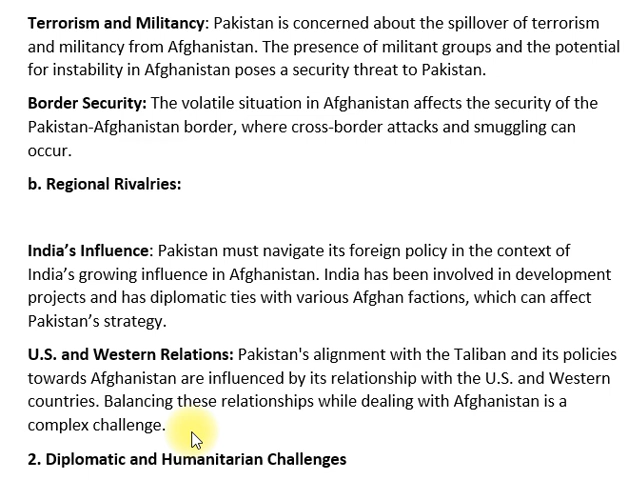 Terrorism and Militancy: Pakistan is concerned about the spillover of terrorism
and militancy from Afghanistan. The presence of militant groups and the potential
for instability in Afghanistan poses a security threat to Pakistan.
Border Security: The volatile situation in Afghanistan affects the security of the
Pakistan-Afghanistan border, where cross-border attacks and smuggling can
occur.
b. Regional Rivalries:
India’s Influence: Pakistan must navigate its foreign policy in the context of
India’s growing influence in Afghanistan. India has been involved in development
projects and has diplomatic ties with various Afghan factions, which can affect
Pakistan’s strategy.
U.S. and Western Relations: Pakistan's alignment with the Taliban and its policies
towards Afghanistan are influenced by its relationship with the U.S. and Western
countries. Balancing these relationships while dealing with Afghanistan is a
complex challenge.
2. Diplomatic and Humanitarian Challenges